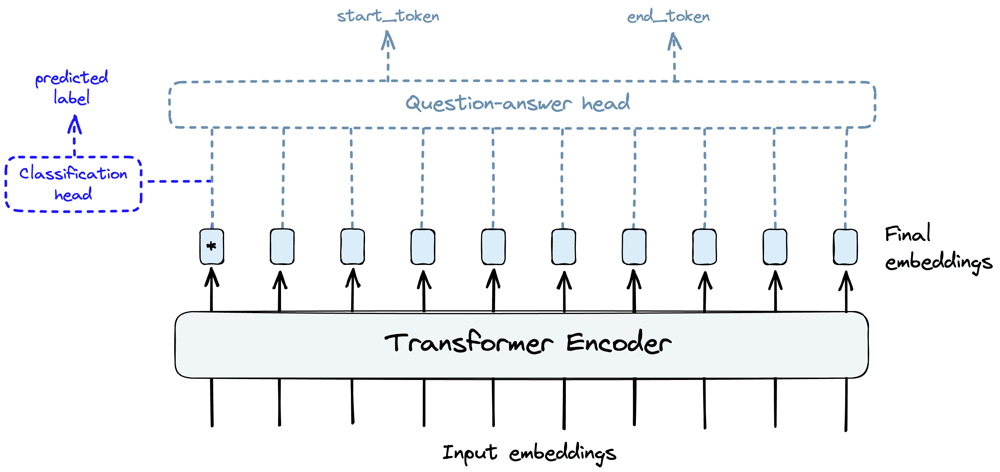 start_token
end_token
predicted
label
Question-answer head
Classification
head
*
Final
embeddings
Transformer Encoder
Input embeddings